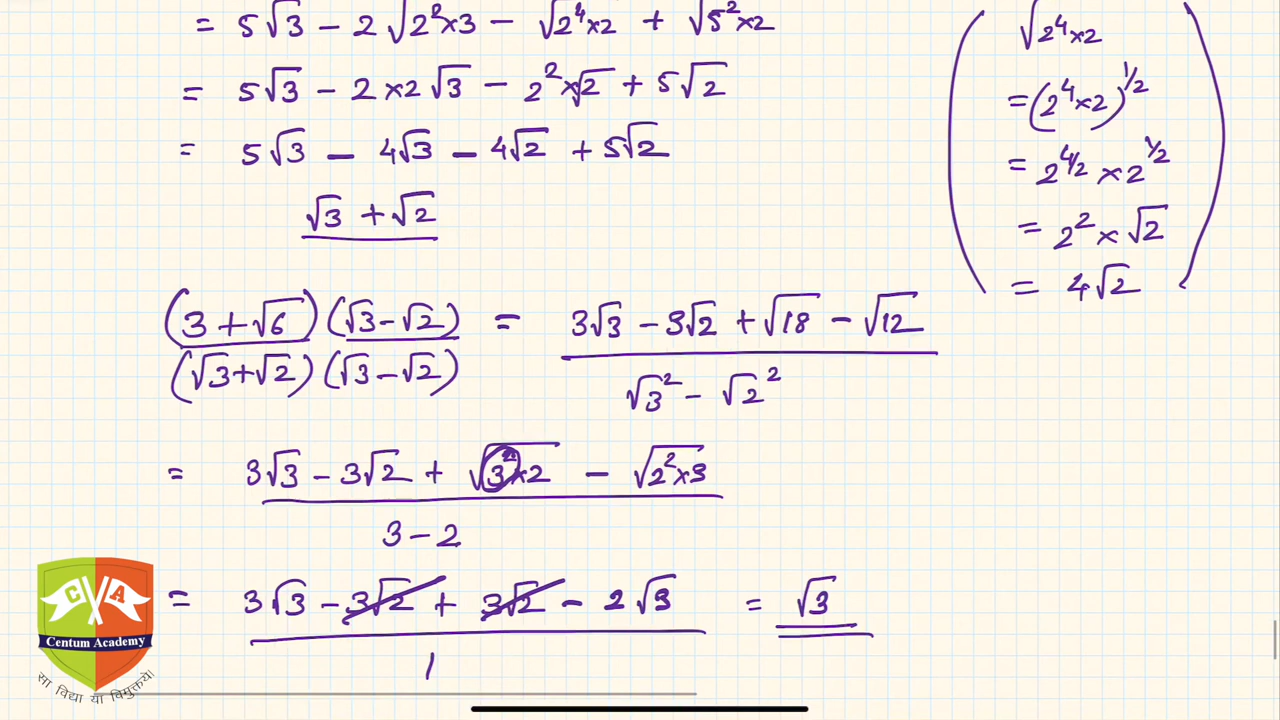 = 5√3 − 2√2²×3 − √2⁴×2 + √5²×2
= 5√3 − 2×2√3 − 2²×√2 + 5√2
= 5√3 − 4√3 − 4√2 + 5√2
√3 + √2
√2⁴×2
= (2⁴×2)^1/2
= 2^4/2 × 2^1/2
= 2² × √2
= 4√2
(3 + √6) (√3 − √2) = 3√3 − 3√2 + √18 − √12
(√3 + √2) (√3 − √2)
√3² − √2²
= 3√3 − 3√2 + √3²×2 − √2²×3
3 − 2
= 3√3 − 3√2 + 3√2 − 2√3 = √3
1
C A
Centum Academy
सा विद्या या विमुक्तये